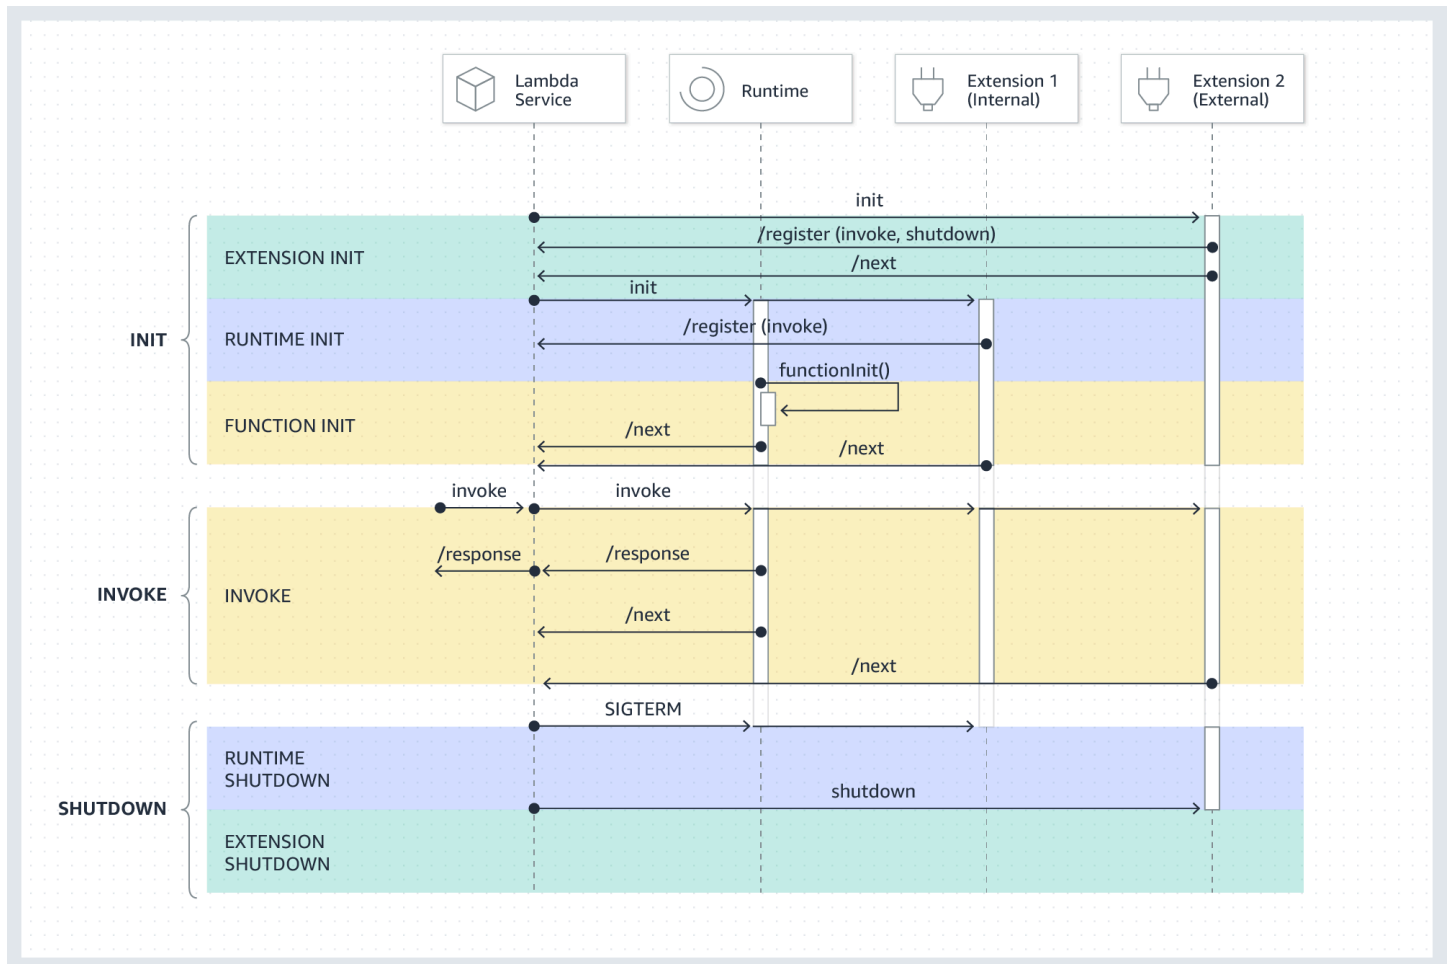 Lambda
Service
Runtime
Extension 1
(Internal)
Extension 2
(External)
init
/register (invoke, shutdown)
EXTENSION INIT
/next
init
/register (invoke)
INIT
RUNTIME INIT
functionInit()
FUNCTION INIT
/next
/next
invoke
invoke
/response
/response
INVOKE
INVOKE
/next
/next
SIGTERM
RUNTIME
SHUTDOWN
shutdown
SHUTDOWN
EXTENSION
SHUTDOWN